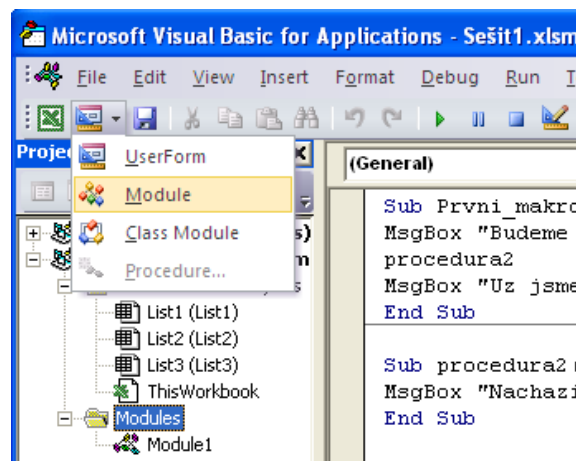 Microsoft Visual Basic for Applications - Sešit1.xlsm
File Edit View Insert Format Debug Run T
Projec
UserForm
Module
Class Module
Procedure...
(General)
s)
m
s
List1 (List1)
List2 (List2)
List3 (List3)
ThisWorkbook
Modules
Module1
Sub Prvni_makro
MsgBox "Budeme
procedura2
MsgBox "Uz jsme
End Sub
Sub procedura2
MsgBox "Nachazi
End Sub